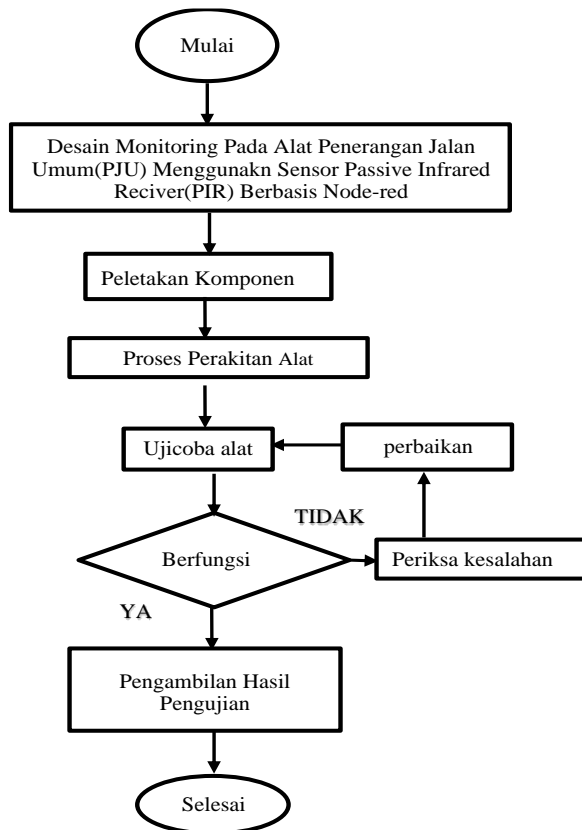 Mulai
Desain Monitoring Pada Alat Penerangan Jalan
Umum(PJU) Menggunakn Sensor Passive Infrared
Reciver(PIR) Berbasis Node-red
Peletakan Komponen
Proses Perakitan Alat
Ujicoba alat
perbaikan
TIDAK
Berfungsi
Periksa kesalahan
YA
Pengambilan Hasil
Pengujian
Selesai